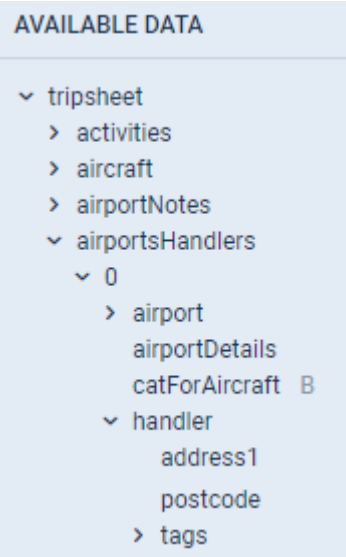 AVAILABLE DATA
tripsheet
activities
aircraft
airportNotes
airportsHandlers
0
airport
airportDetails
catForAircraft B
handler
address1
postcode
tags